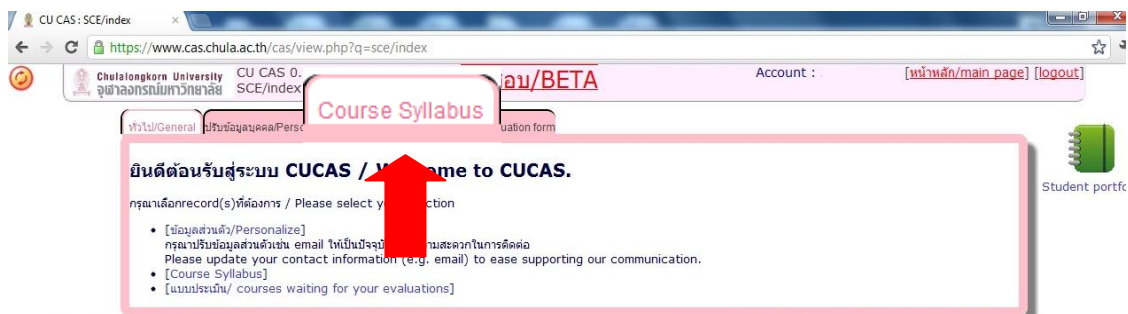 CU CAS : SCE/index
https://www.cas.chula.ac.th/cas/view.php?q=sce/index
Chulalongkorn University
จุฬาลงกรณ์มหาวิทยาลัย
CU CAS 0.
SCE/index
อบ/BETA
Account :
[หน้าหลัก/main page] [logout]
ทั่วไป/General
ปรับข้อมูลบุคคล/Perso
Course Syllabus
uation form
ยินดีต้อนรับสู่ระบบ CUCAS / W ome to CUCAS.
กรุณาเลือกrecord(s)ที่ต้องการ / Please select y ction
• [ข้อมูลส่วนตัว/Personalize]
กรุณาปรับข้อมูลส่วนตัวเช่น email ให้เป็นปัจจุบั ามสะดวกในการติดต่อ
Please update your contact information (e.g. email) to ease supporting our communication.
• [Course Syllabus]
• [แบบประเมิน/ courses waiting for your evaluations]
Student portfo